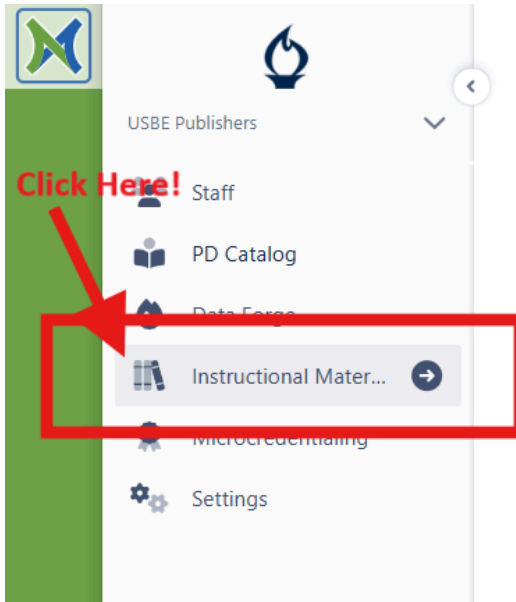 USBE Publishers
Click Here!
Staff
PD Catalog
Data Forge
Instructional Mater...
Microcredentialing
Settings